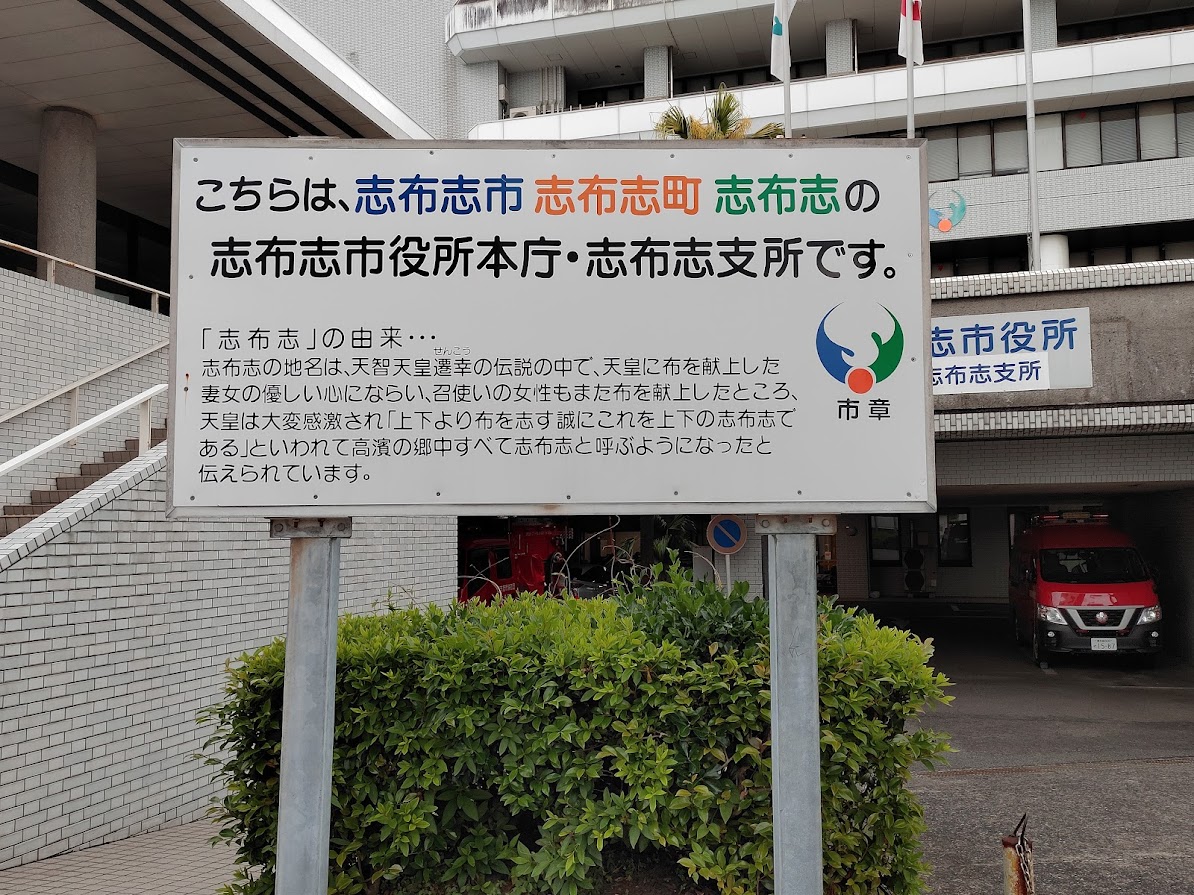 こちらは、志布志市 志布志町 志布志の
志布志市役所本庁・志布志支所です。
「志布志」の由来…
せんこう
志布志の地名は、天智天皇遷幸の伝説の中で、天皇に布を献上した
妻女の優しい心にならい、召使いの女性もまた布を献上したところ、
天皇は大変感激され「上下より布を志す誠にこれを上下の志布志で
ある」といわれて高濱の郷中すべて志布志と呼ぶようになったと
伝えられています。
市章
志市役所
志布志支所